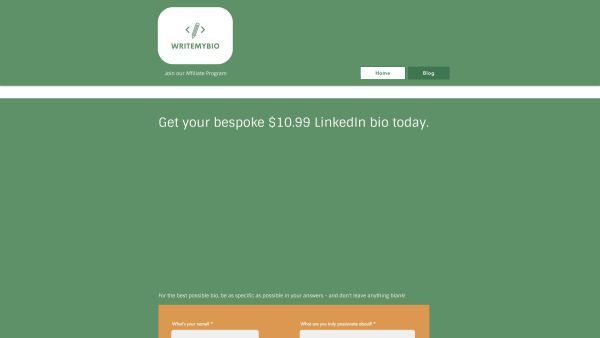 WRITEMYBIO
Join our Affiliate Program
Home
Blog
Get your bespoke $10.99 LinkedIn bio today.
For the best possible bio, be as specific as possible in your answers - and don't leave anything blank!
What's your name? *
What are you truly passionate about? *